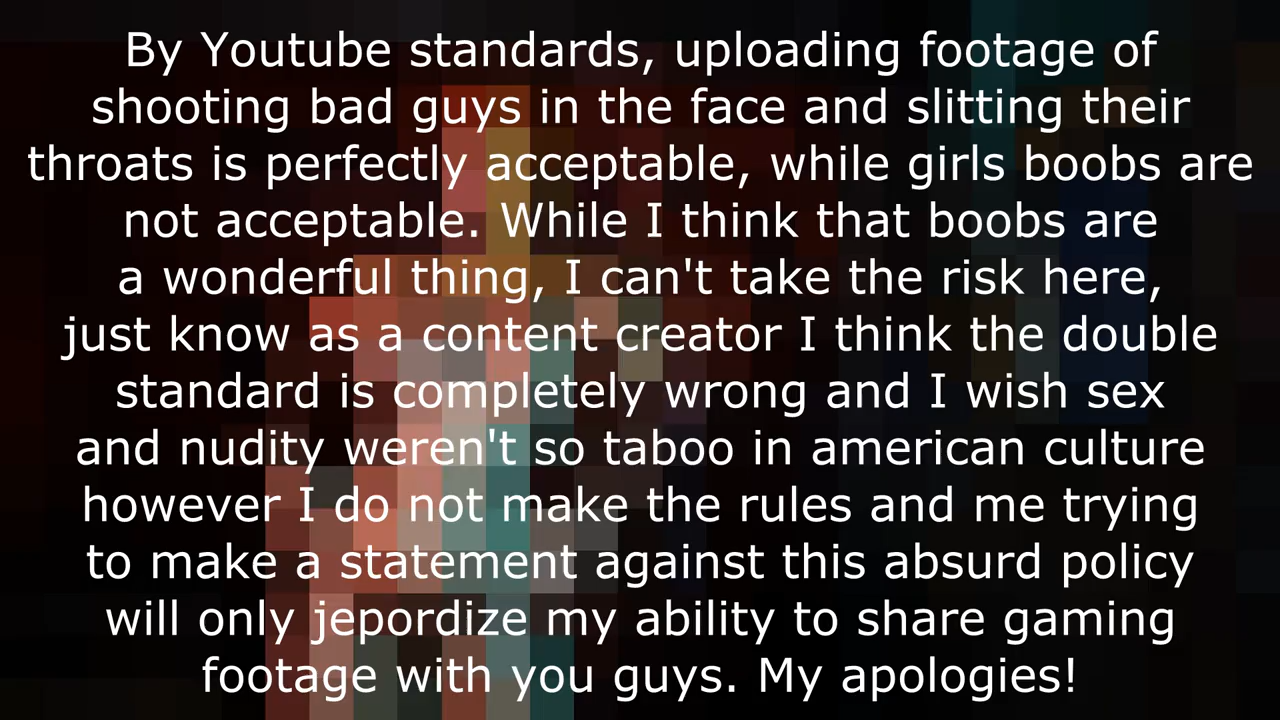 By Youtube standards, uploading footage of
shooting bad guys in the face and slitting their
throats is perfectly acceptable, while girls boobs are
not acceptable. While I think that boobs are
a wonderful thing, I can't take the risk here,
just know as a content creator I think the double
standard is completely wrong and I wish sex
and nudity weren't so taboo in american culture
however I do not make the rules and me trying
to make a statement against this absurd policy
will only jepordize my ability to share gaming
footage with you guys. My apologies!